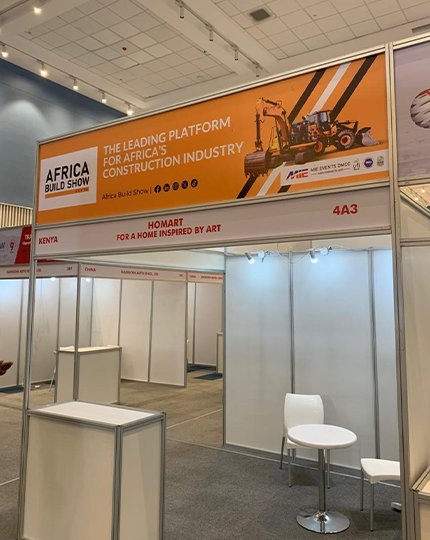 AFRICA
BUILD SHOW
THE LEADING PLATFORM
FOR AFRICA'S
CONSTRUCTION INDUSTRY
Africa Build Show |
MIE MIE EVENTS DMCC
KENYA
HOMART
FOR A HOME INSPIRED BY ART
4A3
CHINA